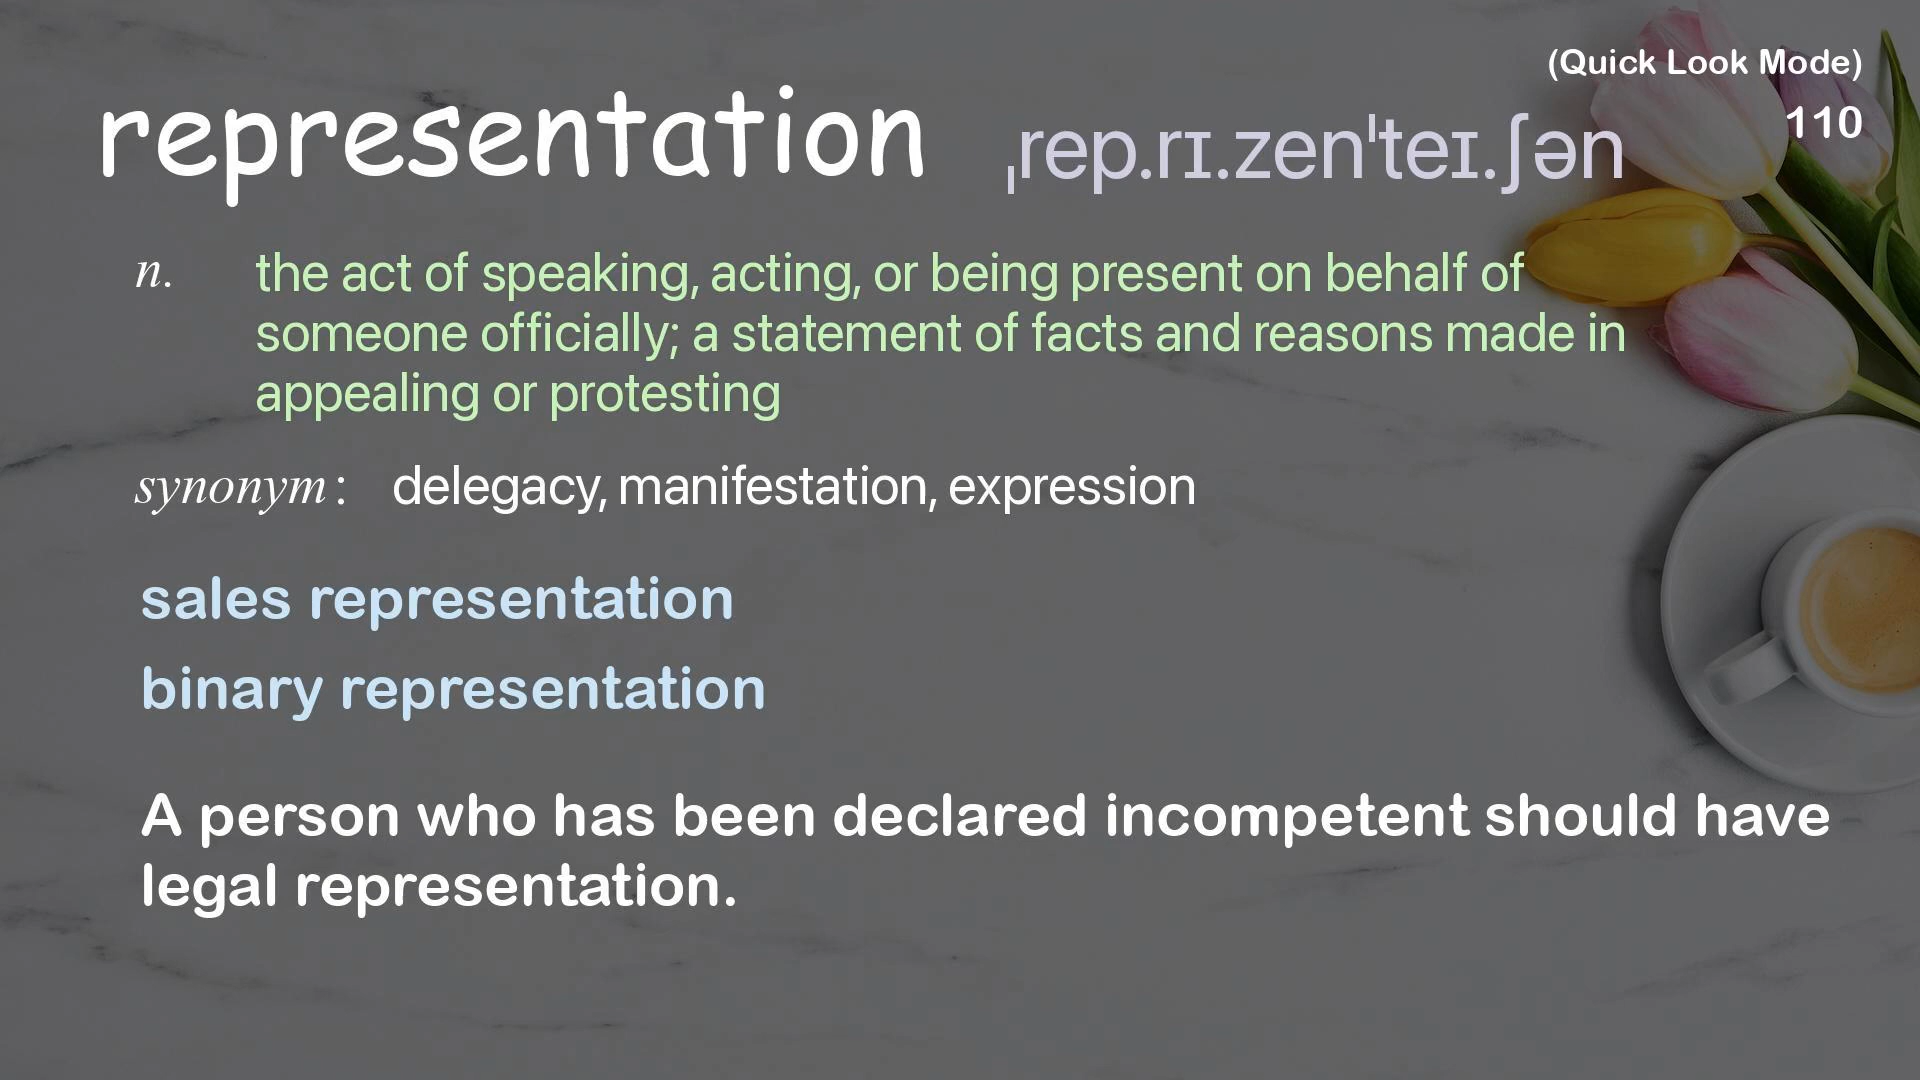 (Quick Look Mode)
110
representation ˌrep.rɪ.zenˈteɪ.ʃən
n. the act of speaking, acting, or being present on behalf of
someone officially; a statement of facts and reasons made in
appealing or protesting
synonym : delegacy, manifestation, expression
sales representation
binary representation
A person who has been declared incompetent should have
legal representation.